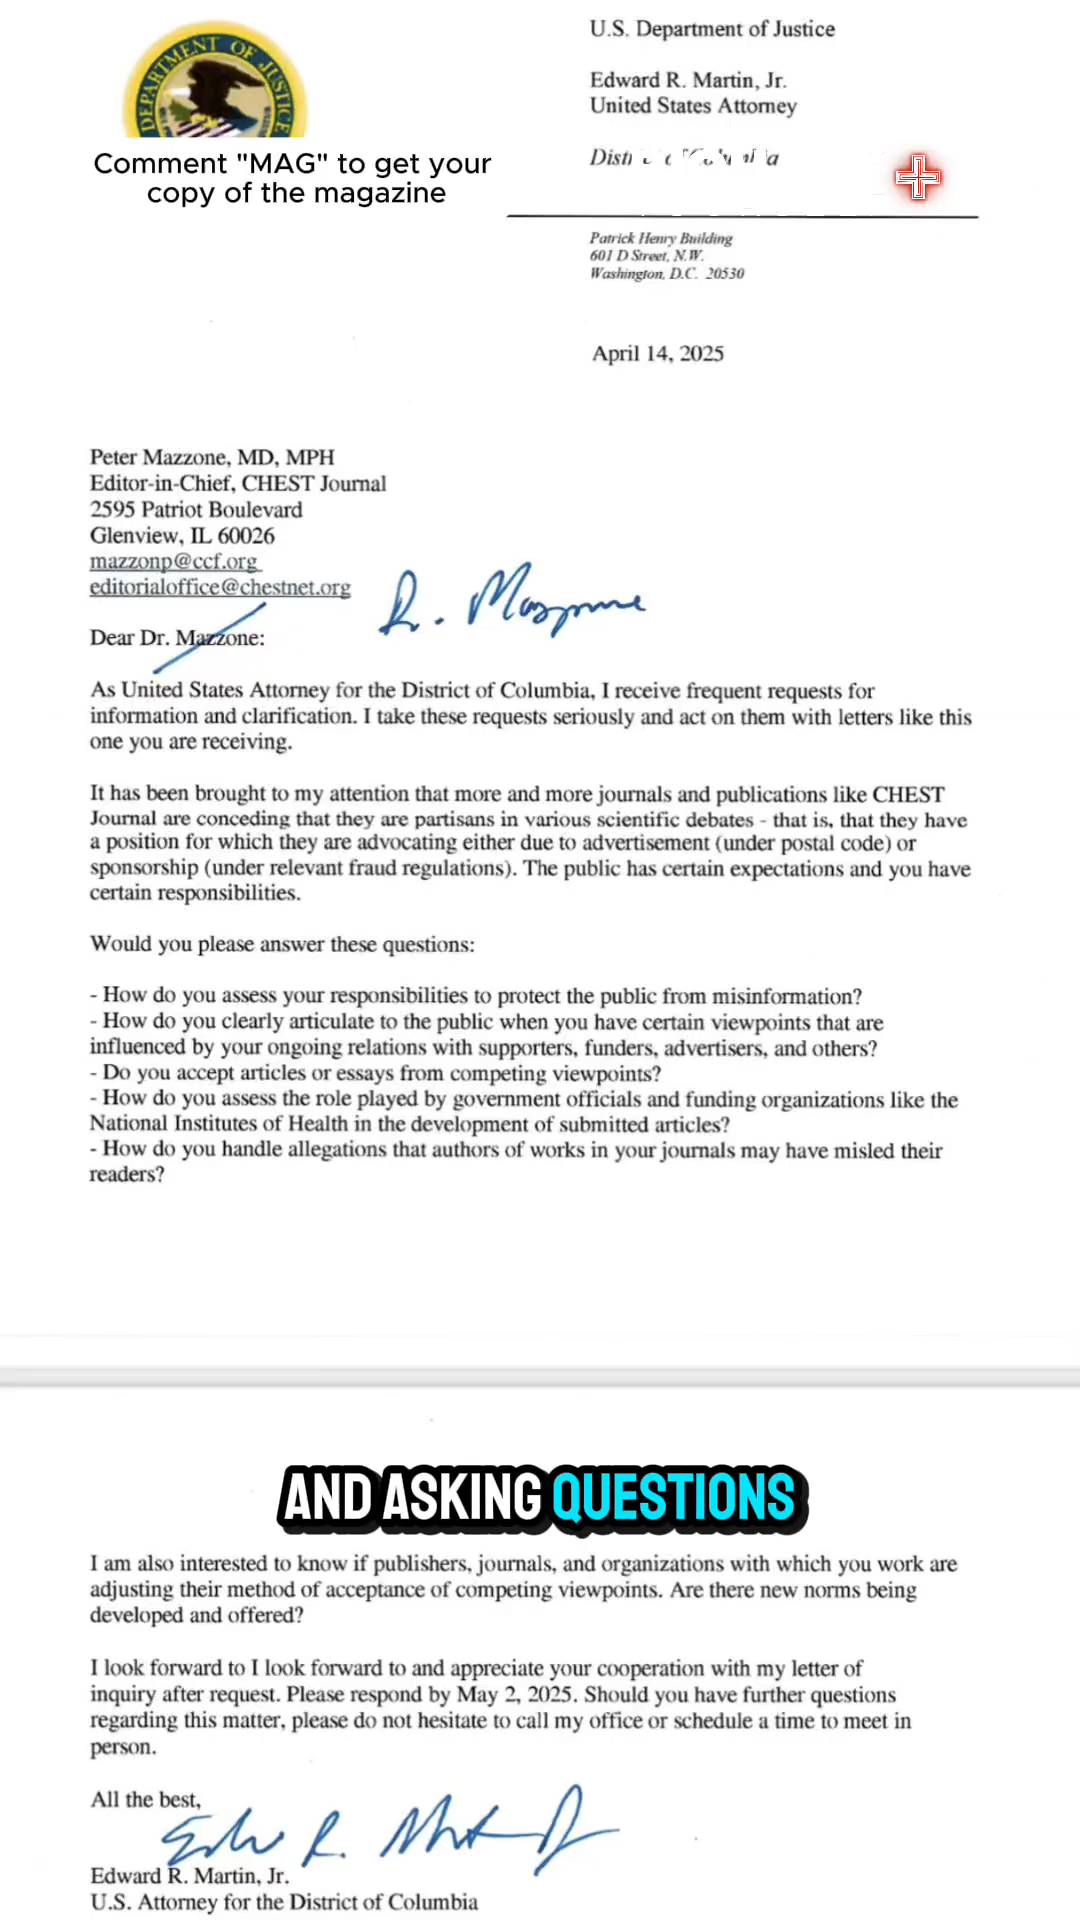 DEPARTMENT OF JUSTICE
Comment "MAG" to get your
copy of the magazine
U.S. Department of Justice
Edward R. Martin, Jr.
United States Attorney
Patrick Henry Building
601 D Street, N.W.
Washington, D.C. 20530
April 14, 2025
Peter Mazzone, MD, MPH
Editor-in-Chief, CHEST Journal
2595 Patriot Boulevard
Glenview, IL 60026
mazzonp@ccf.org
editorialoffice@chestnet.org
Dear Dr. Mazzone:
As United States Attorney for the District of Columbia, I receive frequent requests for
information and clarification. I take these requests seriously and act on them with letters like this
one you are receiving.
It has been brought to my attention that more and more journals and publications like CHEST
Journal are conceding that they are partisans in various scientific debates - that is, that they have
a position for which they are advocating either due to advertisement (under postal code) or
sponsorship (under relevant fraud regulations). The public has certain expectations and you have
certain responsibilities.
Would you please answer these questions:
- How do you assess your responsibilities to protect the public from misinformation?
- How do you clearly articulate to the public when you have certain viewpoints that are
influenced by your ongoing relations with supporters, funders, advertisers, and others?
- Do you accept articles or essays from competing viewpoints?
- How do you assess the role played by government officials and funding organizations like the
National Institutes of Health in the development of submitted articles?
- How do you handle allegations that authors of works in your journals may have misled their
readers?
AND ASKING QUESTIONS
I am also interested to know if publishers, journals, and organizations with which you work are
adjusting their method of acceptance of competing viewpoints. Are there new norms being
developed and offered?
I look forward to I look forward to and appreciate your cooperation with my letter of
inquiry after request. Please respond by May 2, 2025. Should you have further questions
regarding this matter, please do not hesitate to call my office or schedule a time to meet in
person.
All the best,
Edward R. Martin, Jr.
U.S. Attorney for the District of Columbia